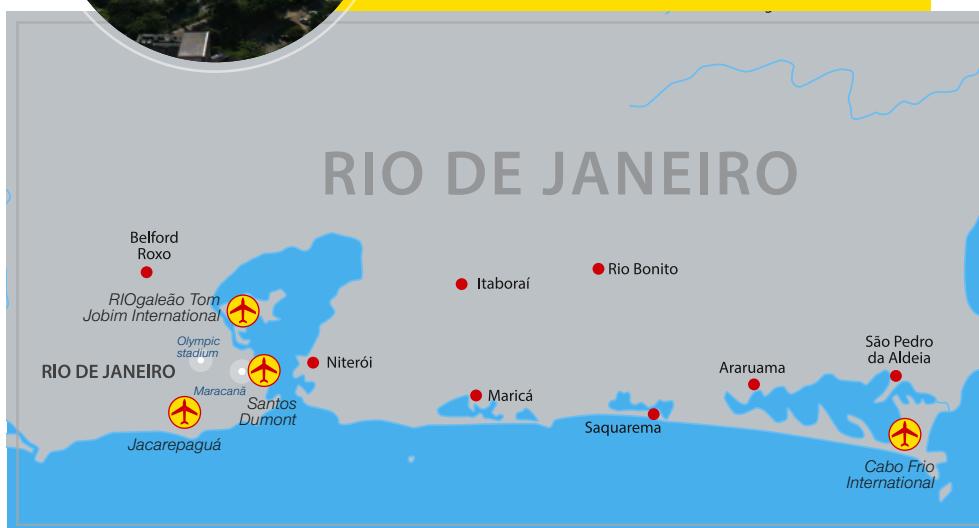 RIO DE JANEIRO
Belford
Roxo
Itaboraí
Rio Bonito
RIOgaleão Tom
Jobim International
Olympic
stadium
RIO DE JANEIRO
Maracanã
Santos
Dumont
Niterói
Jacarepaguá
Maricá
Saquarema
Araruama
São Pedro
da Aldeia
Cabo Frio
International